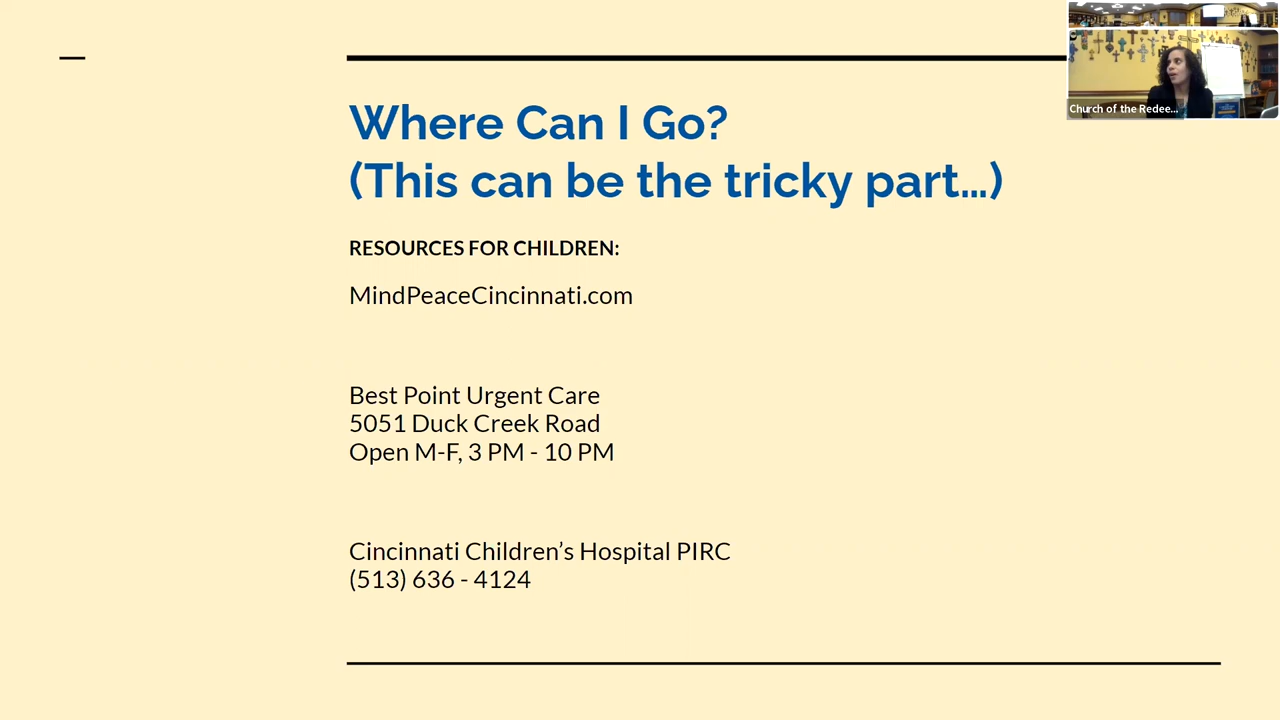 Where Can I Go?
(This can be the tricky part...)
RESOURCES FOR CHILDREN:
MindPeaceCincinnati.com
Best Point Urgent Care
5051 Duck Creek Road
Open M-F, 3 PM - 10 PM
Cincinnati Children’s Hospital PIRC
(513) 636 - 4124
Church of the Redee...